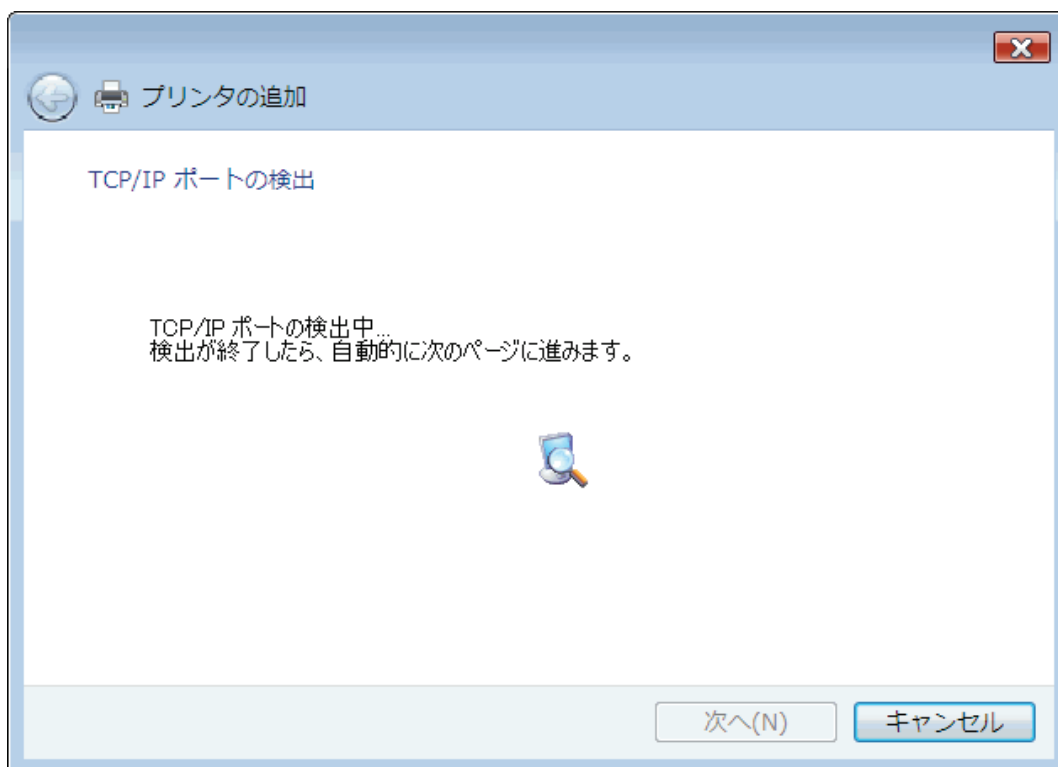 プリンタの追加
TCP/IP ポートの検出
TCP/IP ポートの検出中...
検出が終了したら、自動的に次のページに進みます。
次へ(N)
キャンセル